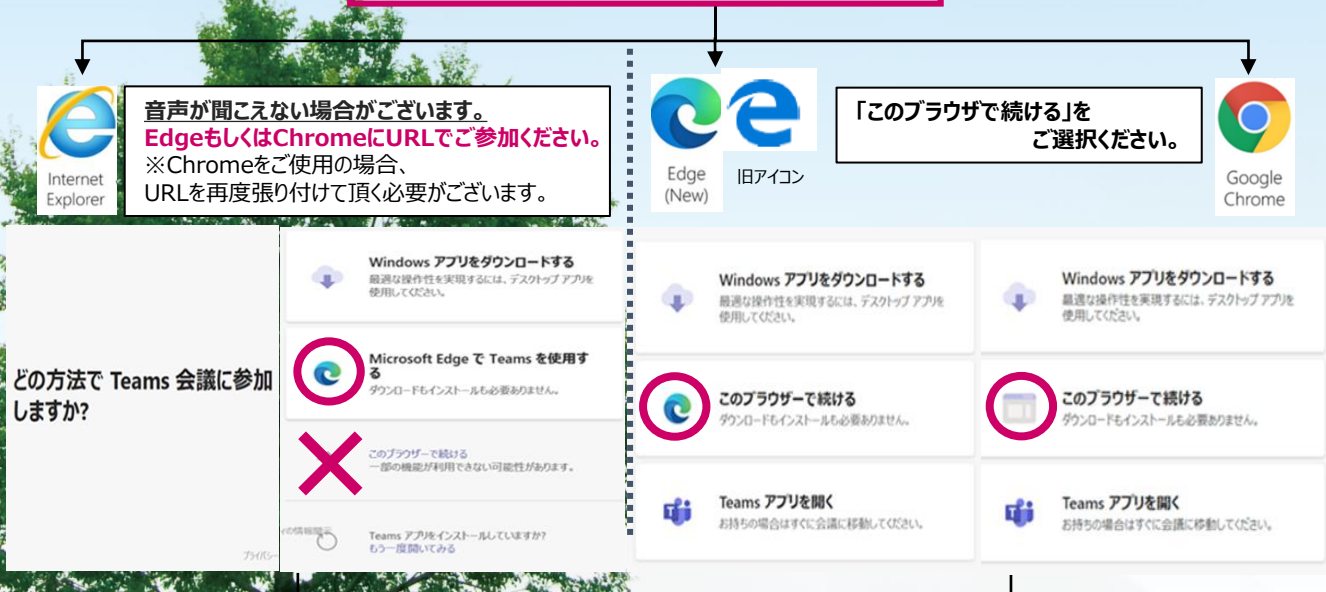 Internet
Explorer
音声が聞こえない場合がございます。
EdgeもしくはChromeにURLでご参加ください。
※Chromeをご使用の場合、
URLを再度張り付けて頂く必要がございます。
Edge
(New)
旧アイコン
「このブラウザで続ける」を
ご選択ください。
Google
Chrome
どの方法で Teams 会議に参加
しますか?
プライバシー
Windows アプリをダウンロードする
最適な操作性を実現するには、デスクトップ アプリを
使用してください。
Microsoft Edge で Teams を使用す
る
ダウンロードもインストールも必要ありません。
このブラウザーで続ける
一部の機能が利用できない可能性があります。
の情報開示
Teams アプリをインストールしていますか?
もう一度開いてみる
Windows アプリをダウンロードする
最適な操作性を実現するには、デスクトップ アプリを
使用してください。
このブラウザーで続ける
ダウンロードもインストールも必要ありません。
Teams アプリを開く
お持ちの場合はすぐに会議に移動してください。
Windows アプリをダウンロードする
最適な操作性を実現するには、デスクトップ アプリを
使用してください。
このブラウザーで続ける
ダウンロードもインストールも必要ありません。
Teams アプリを開く
お持ちの場合はすぐに会議に移動してください。